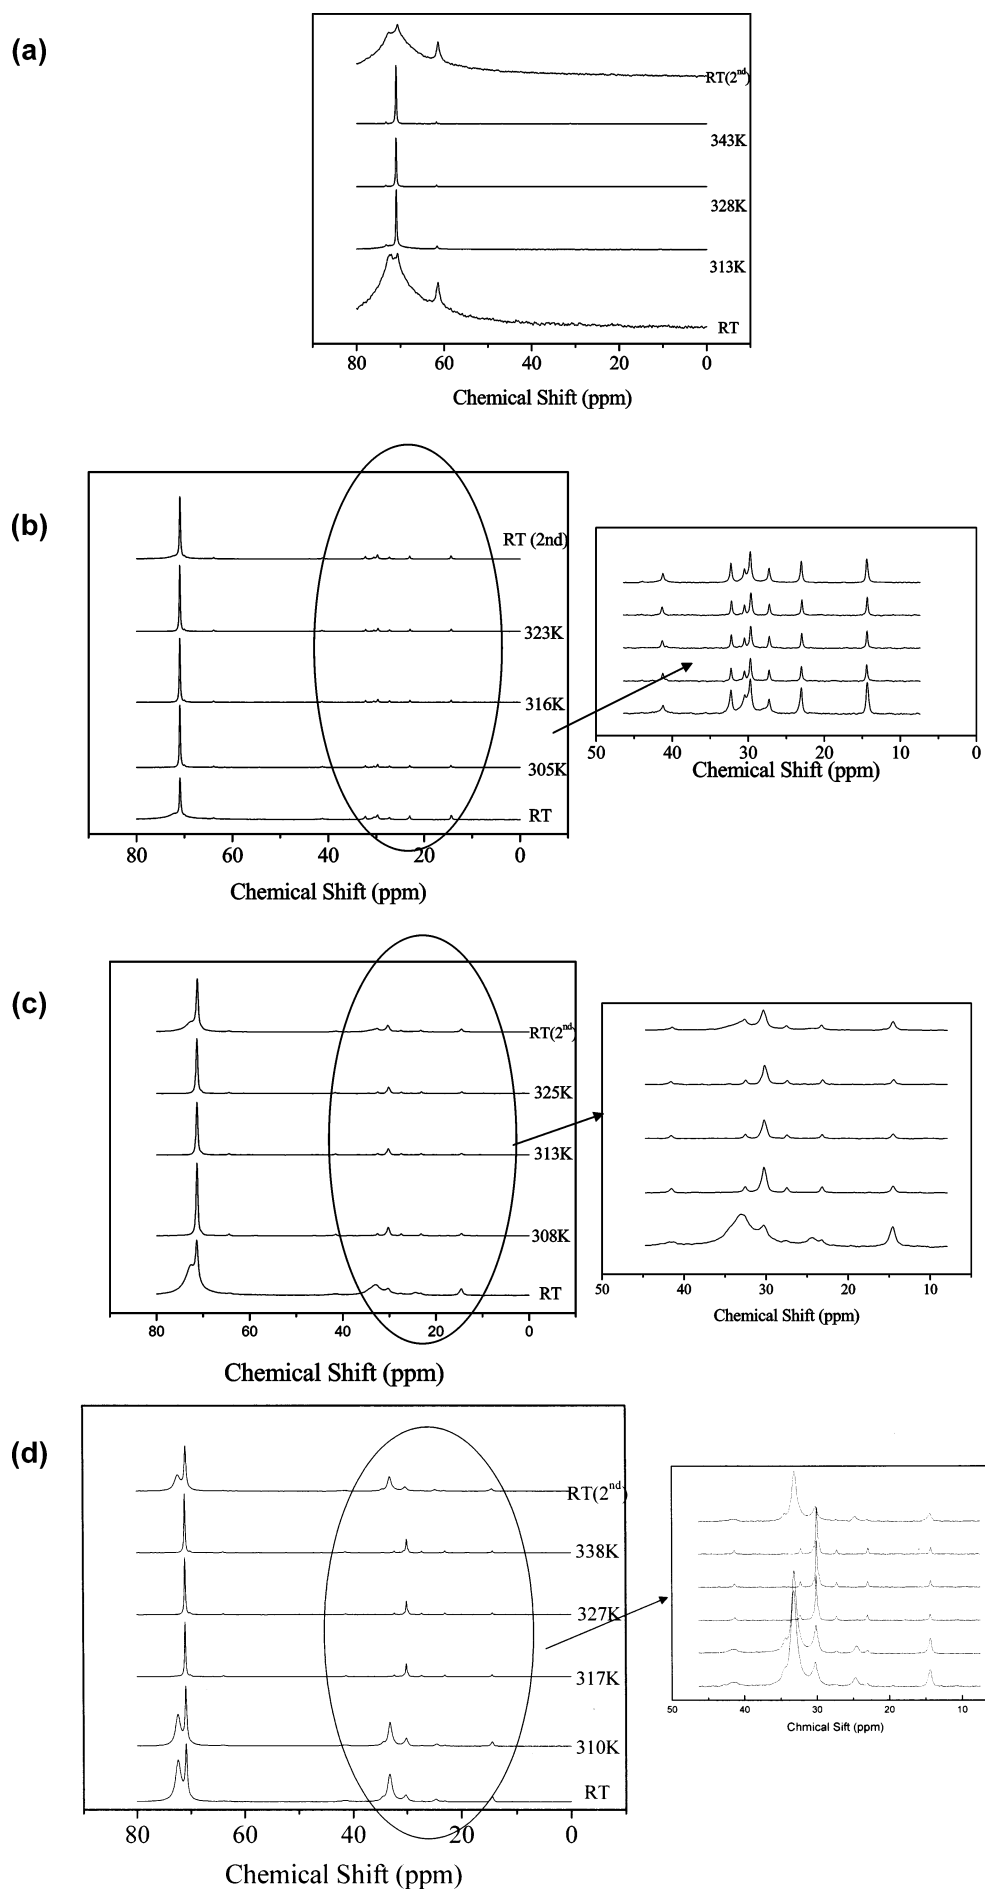 (a)
RT(2nd)
343K
328K
313K
RT
80 60 40 20 0
Chemical Shift (ppm)
(b)
RT (2nd)
323K
316K
305K
RT
80 60 40 20 0
Chemical Shift (ppm)
50 40 30 20 10 0
Chemical Shift (ppm)
(c)
RT(2nd)
325K
313K
308K
RT
80 60 40 20 0
Chemical Shift (ppm)
50 40 30 20 10
Chemical Shift (ppm)
(d)
RT(2nd)
338K
327K
317K
310K
RT
80 60 40 20 0
Chemical Shift (ppm)
50 40 30 20 10
Chmical Sift (ppm)